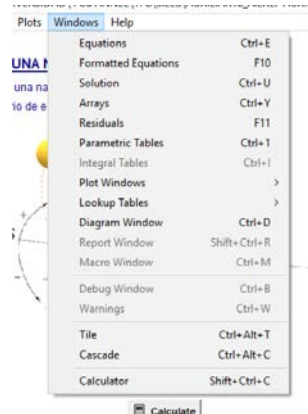 Plots Windows Help
Equations Ctrl+E
Formatted Equations F10
Solution Ctrl+U
Arrays Ctrl+Y
Residuals F11
Parametric Tables Ctrl+1
Integral Tables Ctrl+I
Plot Windows >
Lookup Tables >
Diagram Window Ctrl+D
Report Window Shift+Ctrl+R
Macro Window Ctrl+M
Debug Window Ctrl+B
Warnings Ctrl+W
Tile Ctrl+Alt+T
Cascade Ctrl+Alt+C
Calculator Shift+Ctrl+C
UNA N
una na
io de e
Calculate